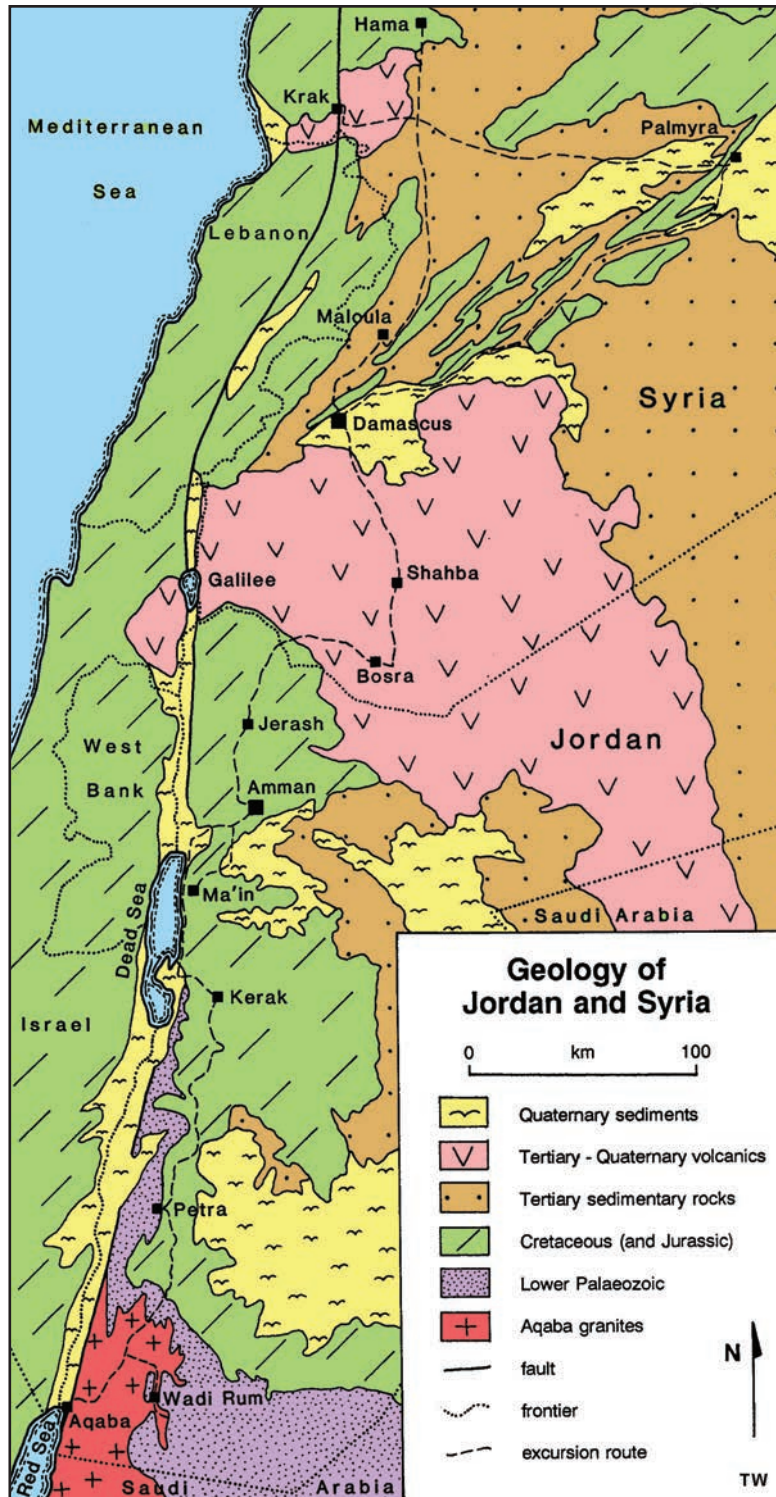 Hama
Krak
Mediterranean
Sea
Palmyra
Lebanon
Maloula
Syria
Damascus
Galilee
Shahba
Bosra
Jerash
Jordan
West
Bank
Amman
Ma'in
Dead Sea
Saudi Arabia
Kerak
Israel
Petra
Wadi Rum
Aqaba
Red Sea
Saudi Arabia
Geology of
Jordan and Syria
0 km 100
Quaternary sediments
Tertiary - Quaternary volcanics
Tertiary sedimentary rocks
Cretaceous (and Jurassic)
Lower Palaeozoic
Aqaba granites
fault
frontier
excursion route
N
TW